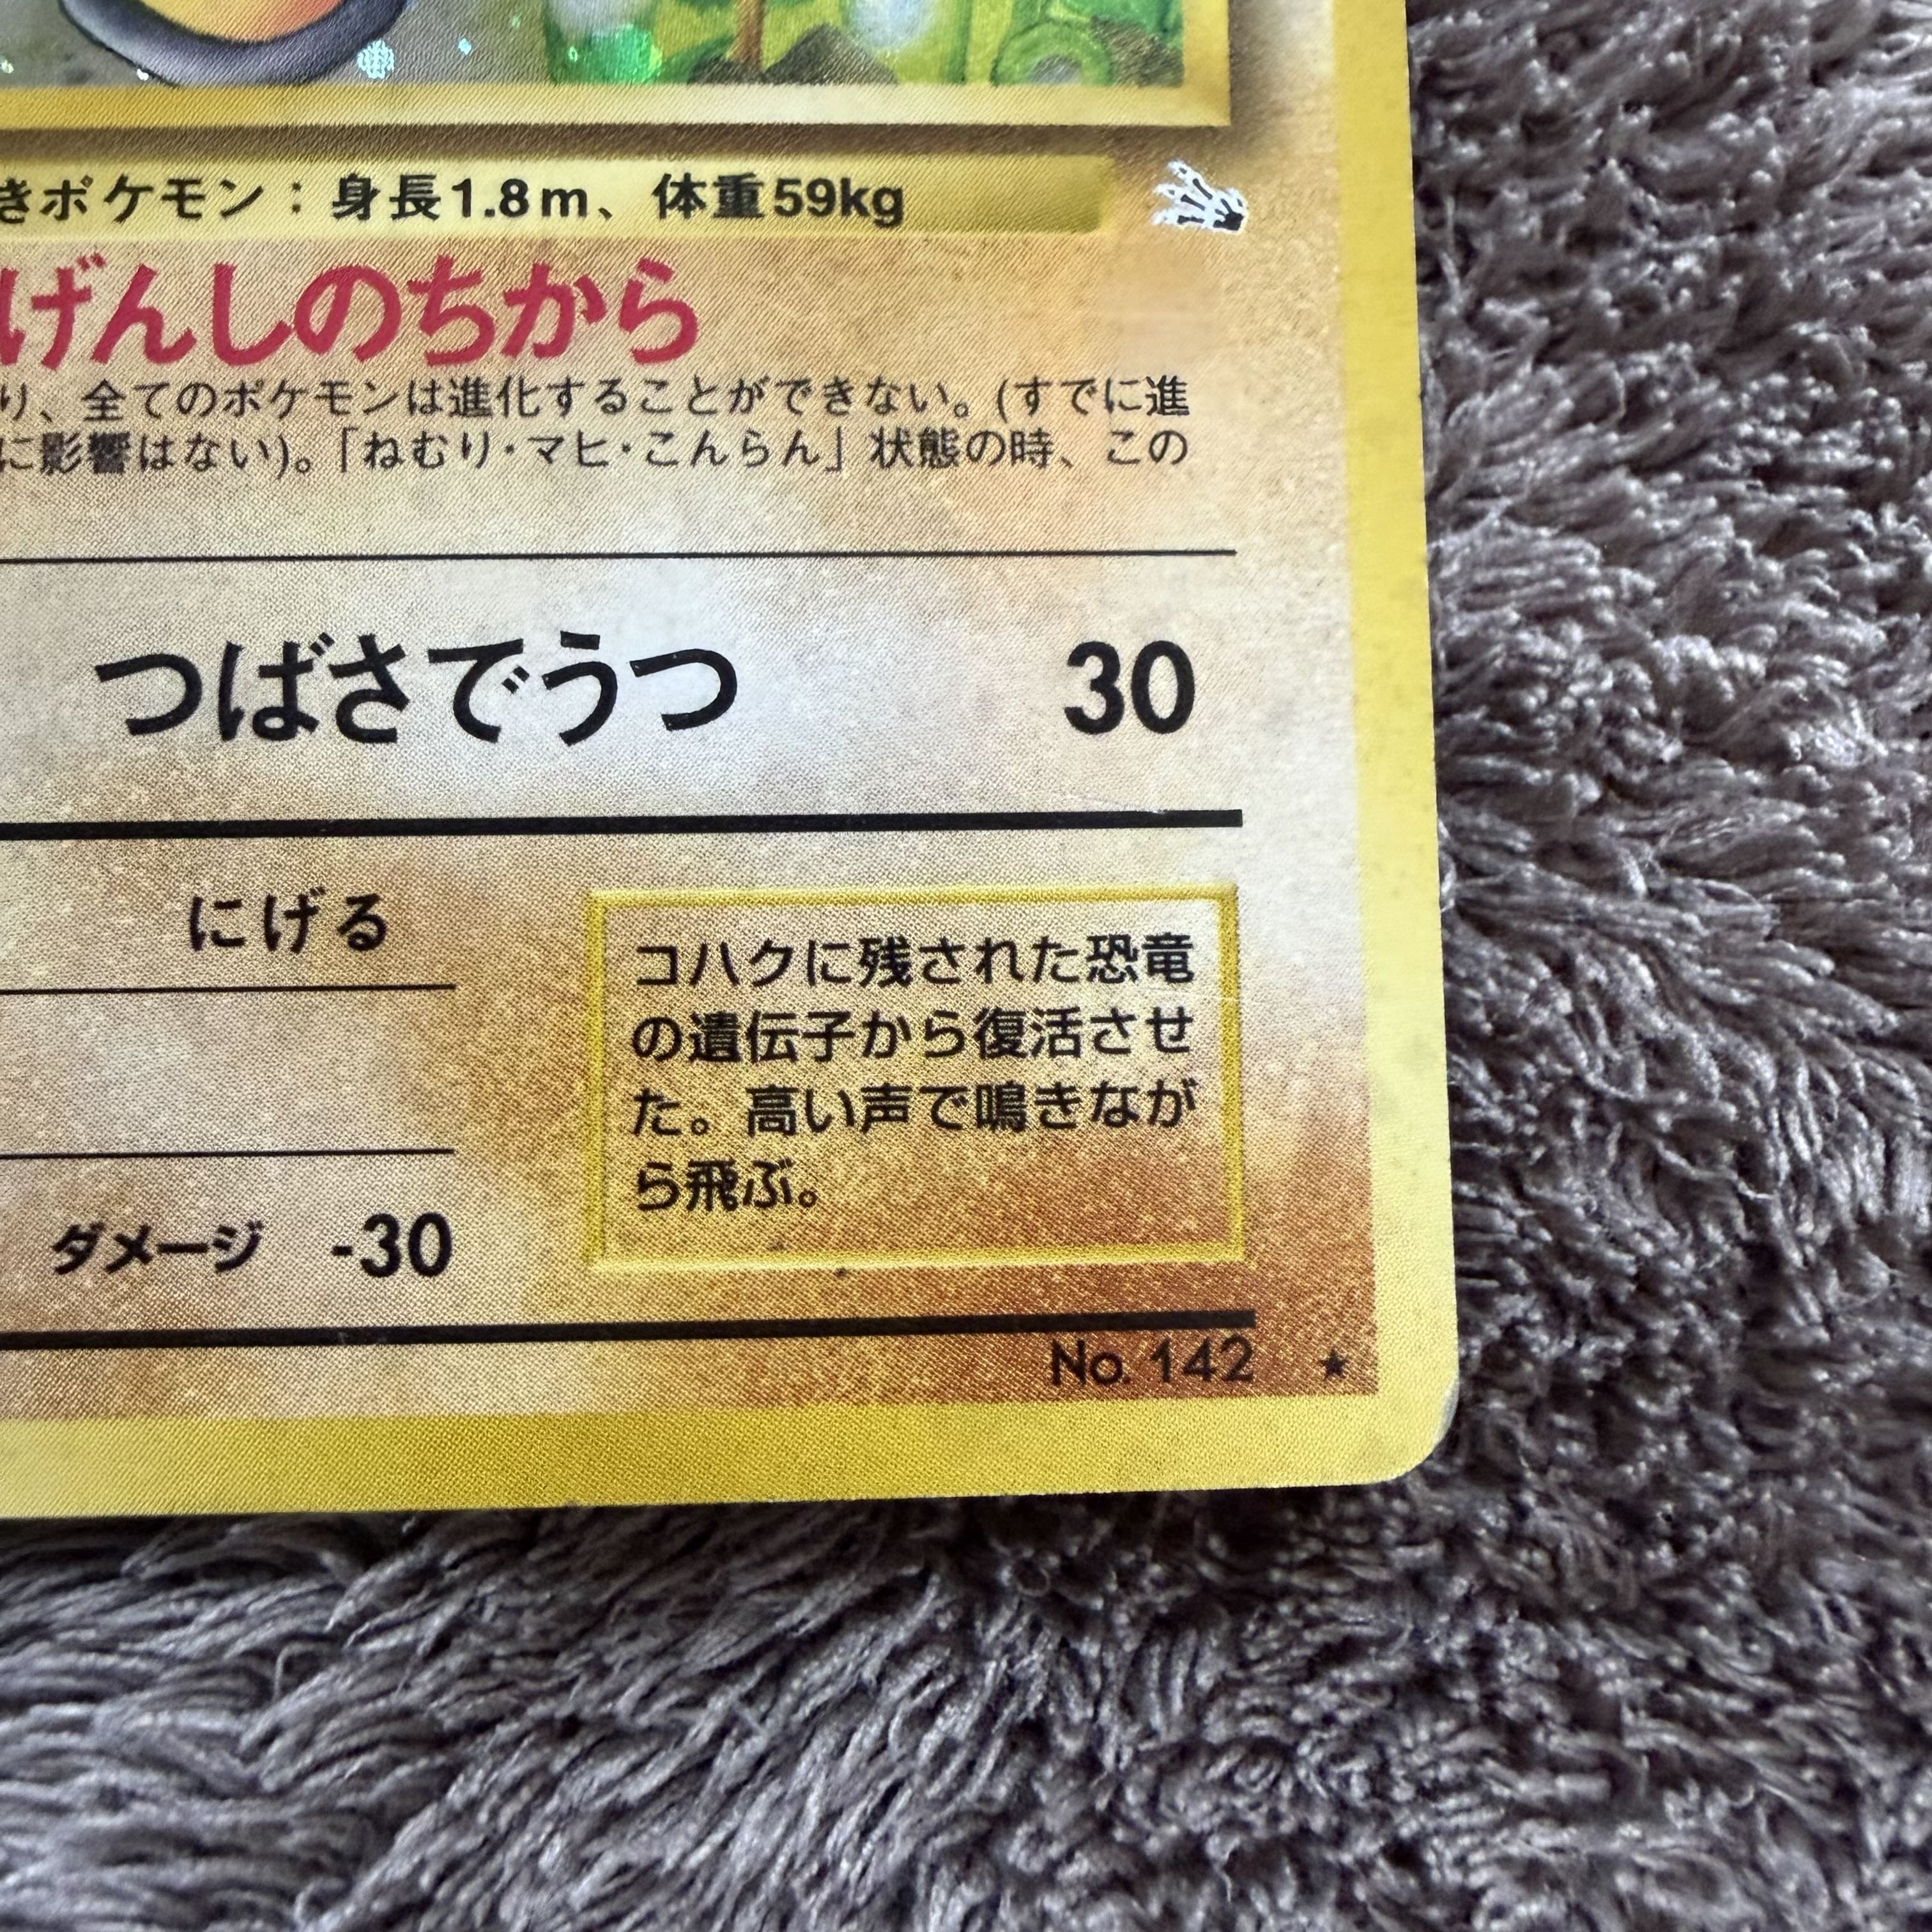 きポケモン：身長1.8m、体重59kg
げんしのちから
り、全てのポケモンは進化することができない。(すでに進
に影響はない)。「ねむり・マヒ・こんらん」状態の時、この
つばさでうつ 30
にげる
コハクに残された恐竜
の遺伝子から復活させ
た。高い声で鳴きなが
ら飛ぶ。
ダメージ -30
No. 142 ★